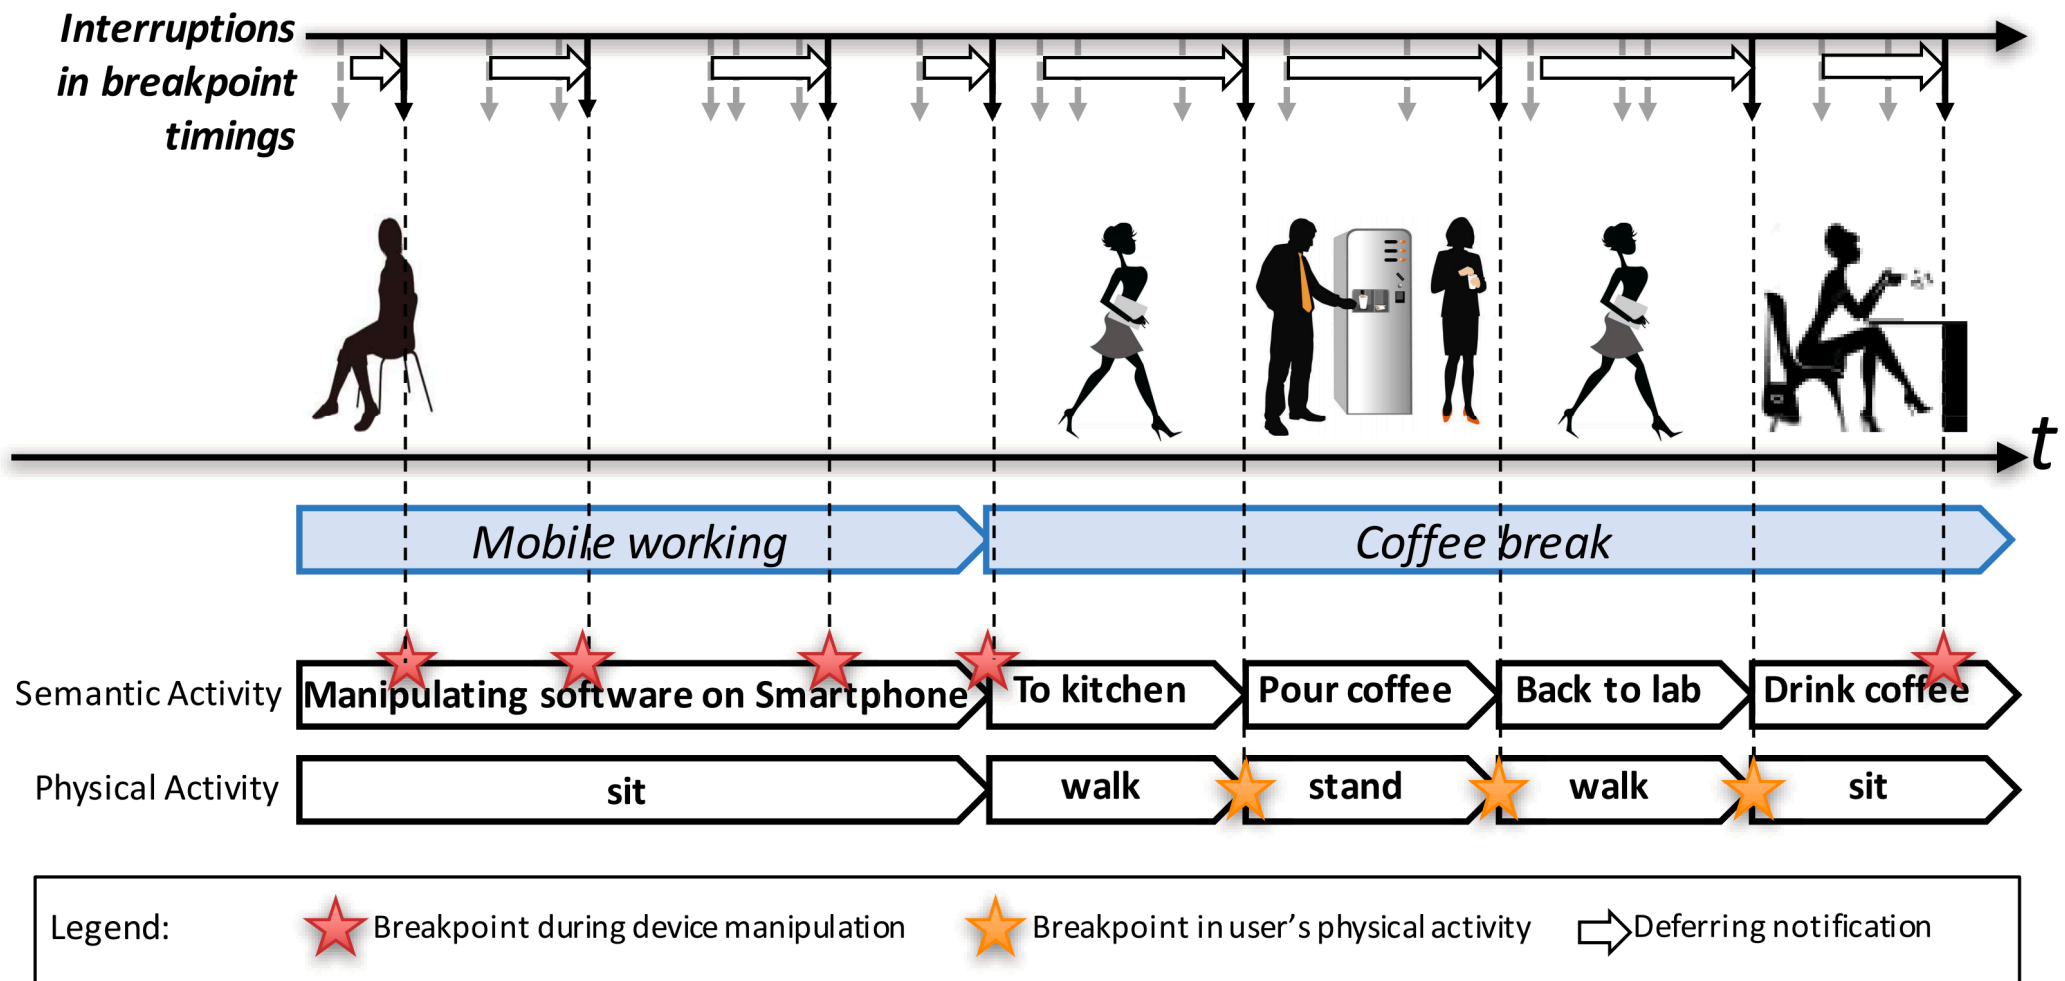 Interruptions
in breakpoint
timings
t
Mobile working
Coffee break
Semantic Activity
Manipulating software on Smartphone
To kitchen
Pour coffee
Back to lab
Drink coffee
Physical Activity
sit
walk
stand
walk
sit
Legend:
Breakpoint during device manipulation
Breakpoint in user's physical activity
Deferring notification